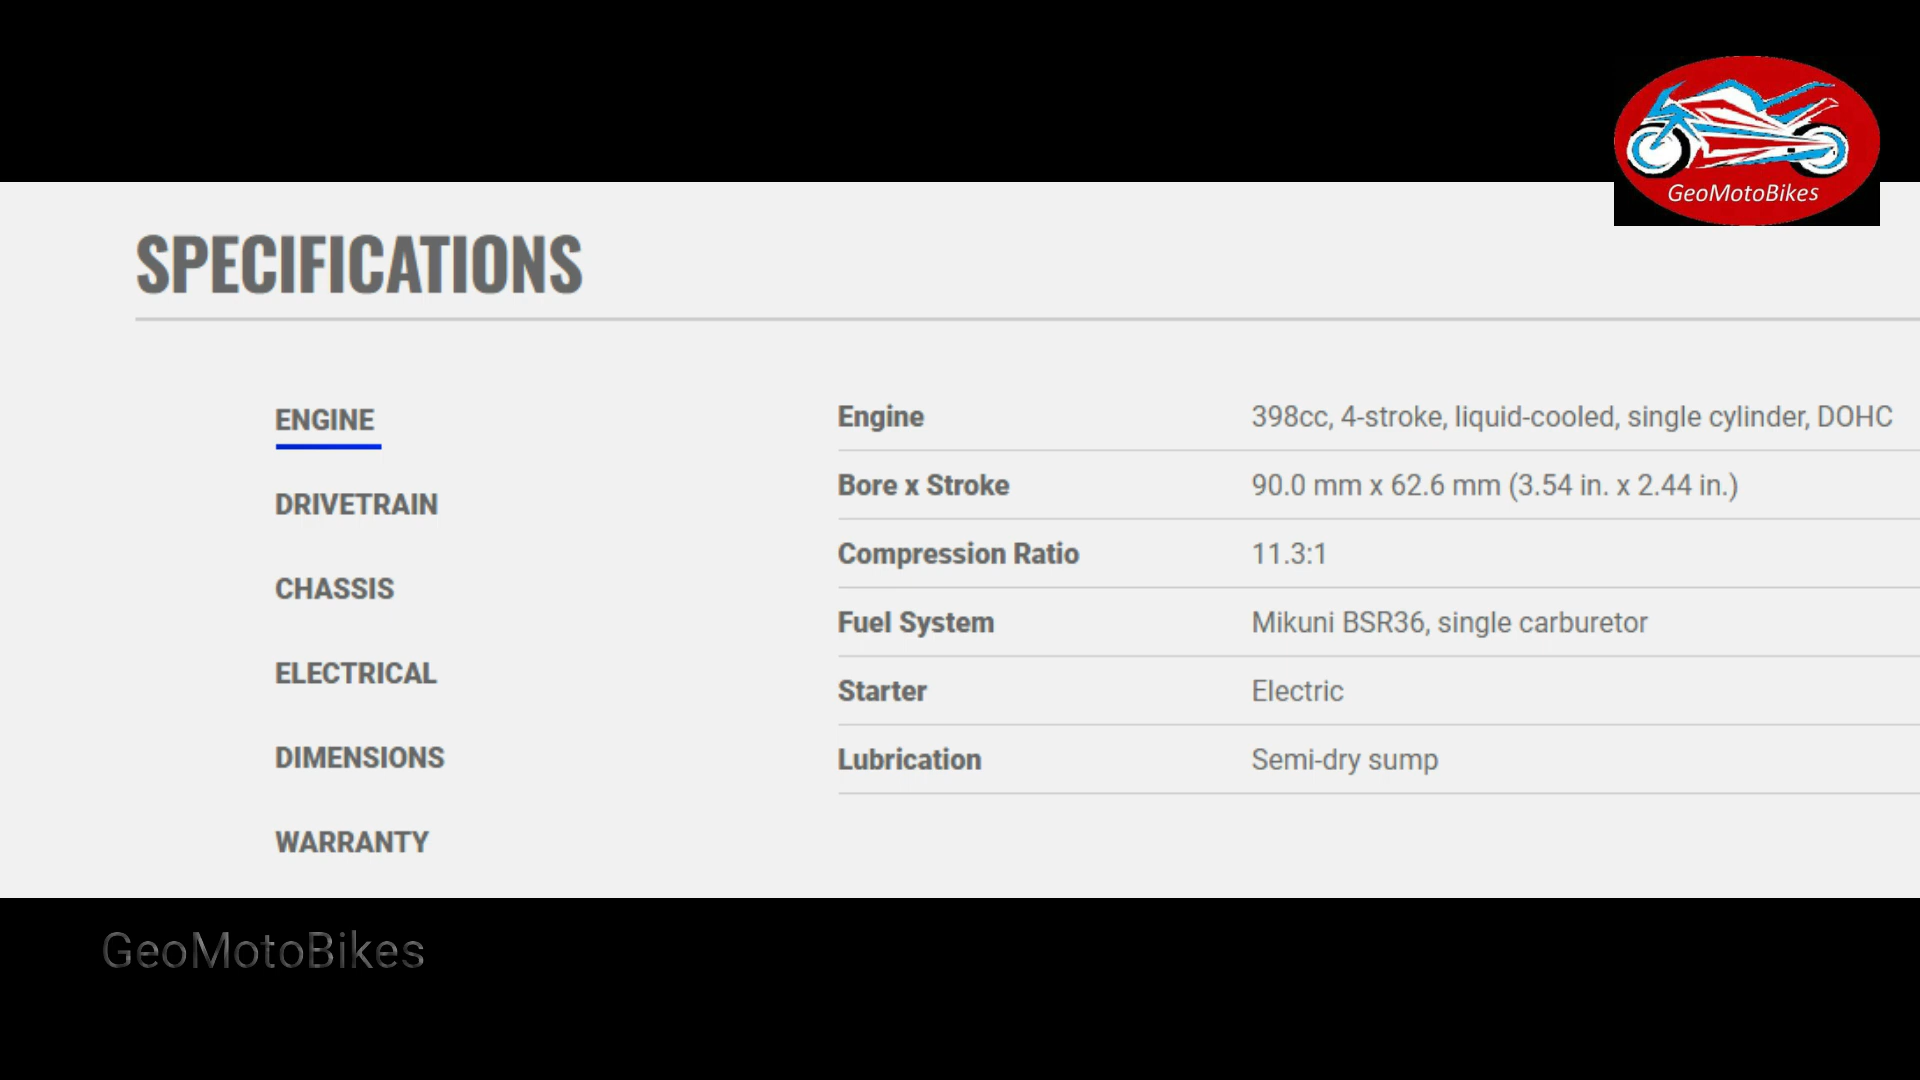 GeoMotoBikes
SPECIFICATIONS
ENGINE
DRIVETRAIN
CHASSIS
ELECTRICAL
DIMENSIONS
WARRANTY
Engine 398cc, 4-stroke, liquid-cooled, single cylinder, DOHC
Bore x Stroke 90.0 mm x 62.6 mm (3.54 in. x 2.44 in.)
Compression Ratio 11.3:1
Fuel System Mikuni BSR36, single carburetor
Starter Electric
Lubrication Semi-dry sump
GeoMotoBikes